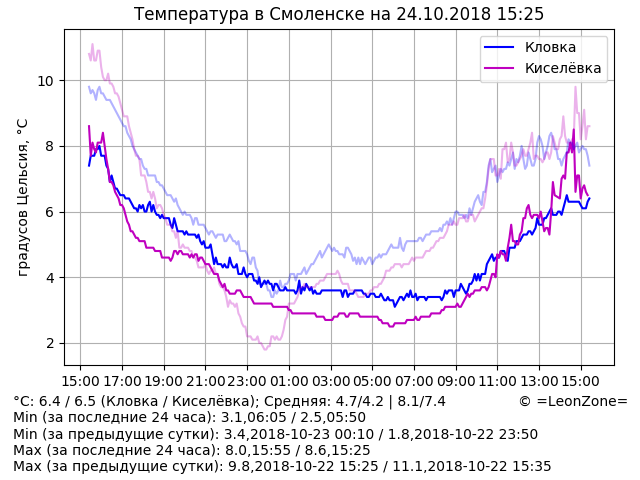 Температура в Смоленске на 24.10.2018 15:25
Кловка
Киселёвка
градусов Цельсия, °C
10
8
6
4
2
15:00 17:00 19:00 21:00 23:00 01:00 03:00 05:00 07:00 09:00 11:00 13:00 15:00
°C: 6.4 / 6.5 (Кловка / Киселёвка); Средняя: 4.7/4.2 | 8.1/7.4 © =LeonZone=
Min (за последние 24 часа): 3.1,06:05 / 2.5,05:50
Min (за предыдущие сутки): 3.4,2018-10-23 00:10 / 1.8,2018-10-22 23:50
Max (за последние 24 часа): 8.0,15:55 / 8.6,15:25
Max (за предыдущие сутки): 9.8,2018-10-22 15:25 / 11.1,2018-10-22 15:35